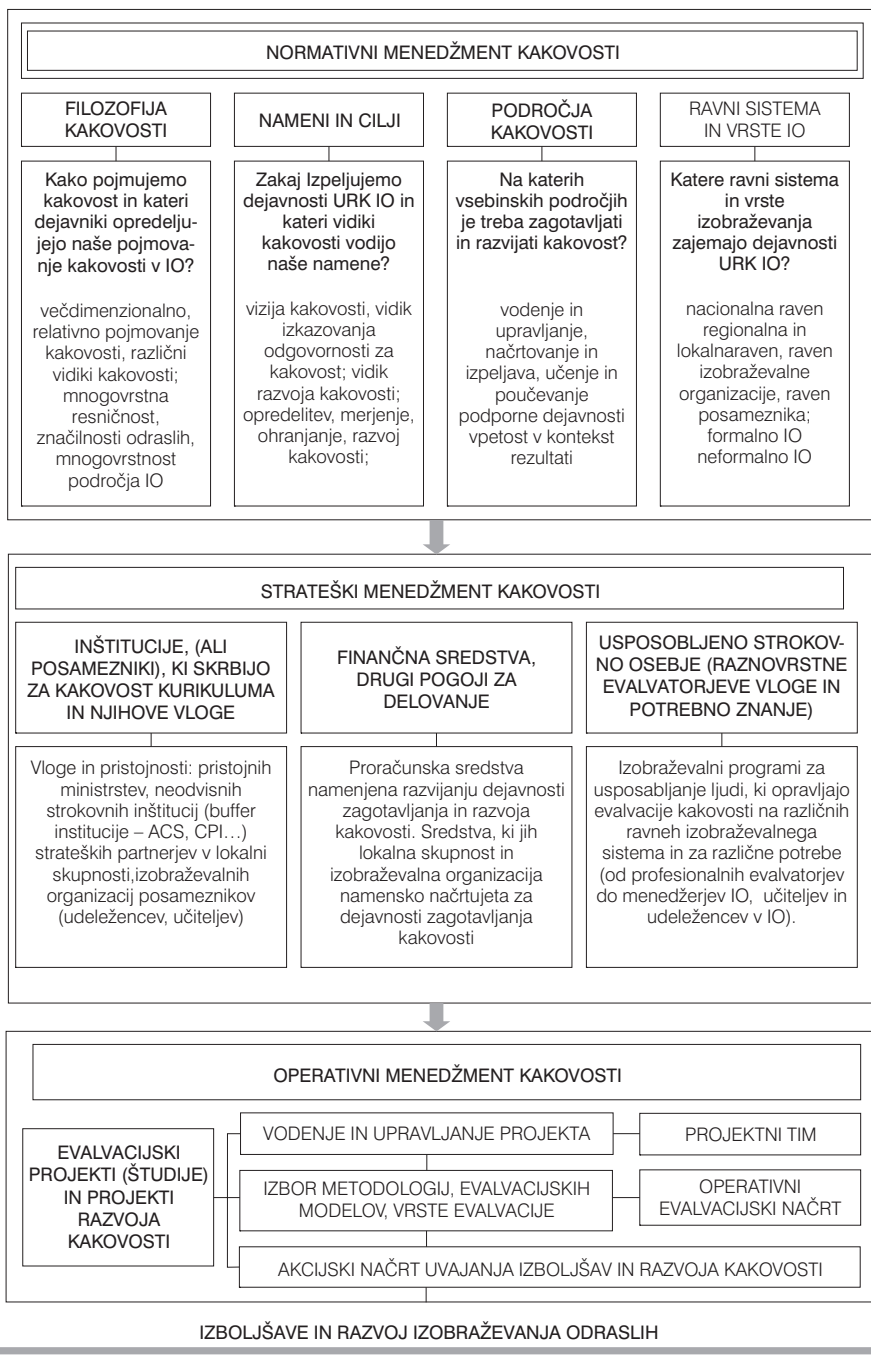 NORMATIVNI MENEDŽMENT KAKOVOSTI
FILOZOFIJA
KAKOVOSTI
Kako pojmujemo
kakovost in kateri
dejavniki opredelju-
jejo naše pojmova-
nje kakovosti v IO?
večdimenzionalno,
relativno pojmovanje
kakovosti, različni
vidiki kakovosti;
mnogovrstna
resničnost,
značilnosti odraslih,
mnogovrstnost
področja IO
NAMENI IN CILJI
Zakaj Izpeljujemo
dejavnosti URK IO in
kateri vidiki
kakovosti vodijo
naše namene?
vizija kakovosti, vidik
izkazovanja
odgovornosti za
kakovost; vidik
razvoja kakovosti;
opredelitev, merjenje,
ohranjanje, razvoj
kakovosti;
PODROČJA
KAKOVOSTI
Na katerih
vsebinskih področjih
je treba zagotavljati
in razvijati kakovost?
vodenje in
upravljanje,
načrtovanje in
izpeljava, učenje in
poučevanje
podporne dejavnosti
vpetost v kontekst
rezultati
RAVNI SISTEMA
IN VRSTE IO
Katere ravni sistema
in vrste
izobraževanja
zajemajo dejavnosti
URK IO?
nacionalna raven
regionalna in
lokalnaraven, raven
izobraževalne
organizacije, raven
posameznika;
formalno IO
neformalno IO
STRATEŠKI MENEDŽMENT KAKOVOSTI
INŠTITUCIJE, (ALI
POSAMEZNIKI), KI SKRBIJO
ZA KAKOVOST KURIKULUMA
IN NJIHOVE VLOGE
Vloge in pristojnosti: pristojnih
ministrstev, neodvisnih
strokovnih inštitucij (buffer
institucije – ACS, CPI…)
strateških partnerjev v lokalni
skupnosti,izobraževalnih
organizacij posameznikov
(udeležencev, učiteljev)
FINANČNA SREDSTVA,
DRUGI POGOJI ZA
DELOVANJE
Proračunska sredstva
namenjena razvijanju dejavnosti
zagotavljanja in razvoja
kakovosti. Sredstva, ki jih
lokalna skupnost in
izobraževalna organizacija
namensko načrtujeta za
dejavnosti zagotavljanja
kakovosti
USPOSOBLJENO STROKOV-
NO OSEBJE (RAZNOVRSTNE
EVALVATORJEVE VLOGE IN
POTREBNO ZNANJE)
Izobraževalni programi za
usposabljanje ljudi, ki opravljajo
evalvacije kakovosti na različnih
ravneh izobraževalnega
sistema in za različne potrebe
(od profesionalnih evalvatorjev
do menedžerjev IO, učiteljev in
udeležencev v IO).
OPERATIVNI MENEDŽMENT KAKOVOSTI
EVALVACIJSKI
PROJEKTI (ŠTUDIJE)
IN PROJEKTI
RAZVOJA
KAKOVOSTI
VODENJE IN UPRAVLJANJE PROJEKTA
PROJEKTNI TIM
IZBOR METODOLOGIJ, EVALVACIJSKIH
MODELOV, VRSTE EVALVACIJE
OPERATIVNI
EVALVACIJSKI NAČRT
AKCIJSKI NAČRT UVAJANJA IZBOLJŠAV IN RAZVOJA KAKOVOSTI
IZBOLJŠAVE IN RAZVOJ IZOBRAŽEVANJA ODRASLIH